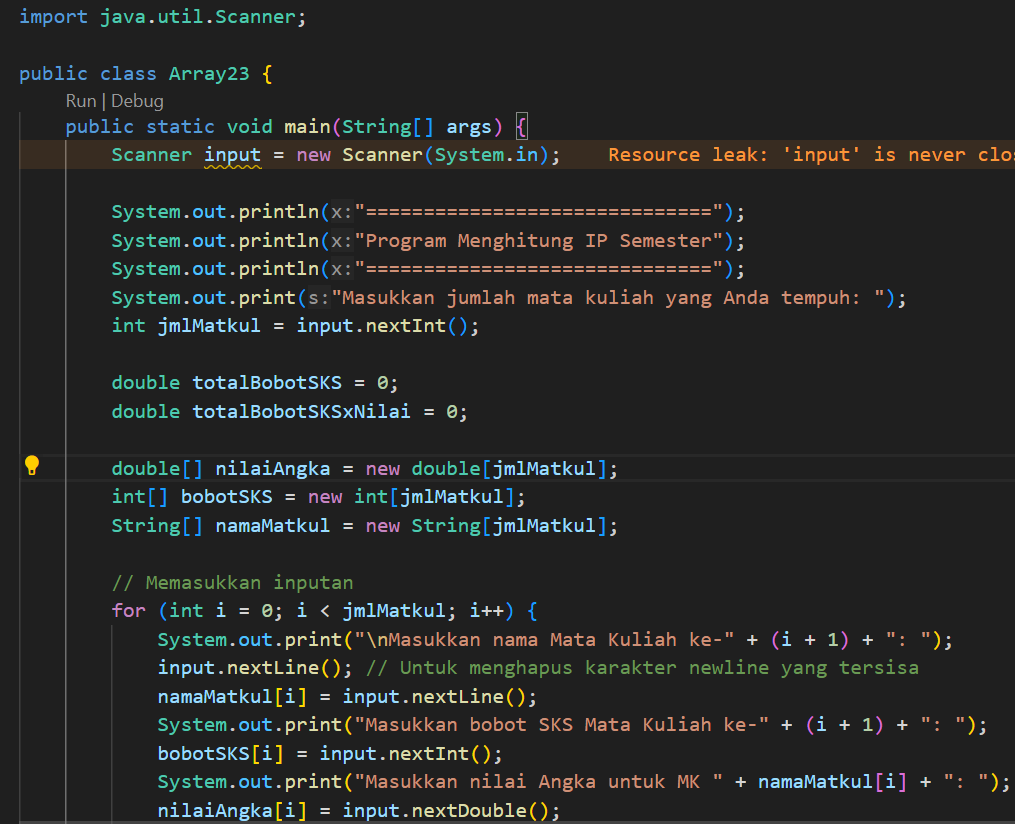 import java.util.Scanner;
public class Array23 {
Run | Debug
public static void main(String[] args) {
Scanner input = new Scanner(System.in); Resource leak: 'input' is never clo
System.out.println(x:"==============================");
System.out.println(x:"Program Menghitung IP Semester");
System.out.println(x:"==============================");
System.out.print(s:"Masukkan jumlah mata kuliah yang Anda tempuh: ");
int jmlMatkul = input.nextInt();
double totalBobotSKS = 0;
double totalBobotSKSxNilai = 0;
double[] nilaiAngka = new double[jmlMatkul];
int[] bobotSKS = new int[jmlMatkul];
String[] namaMatkul = new String[jmlMatkul];
// Memasukkan inputan
for (int i = 0; i < jmlMatkul; i++) {
System.out.print("\nMasukkan nama Mata Kuliah ke-" + (i + 1) + ": ");
input.nextLine(); // Untuk menghapus karakter newline yang tersisa
namaMatkul[i] = input.nextLine();
System.out.print("Masukkan bobot SKS Mata Kuliah ke-" + (i + 1) + ": ");
bobotSKS[i] = input.nextInt();
System.out.print("Masukkan nilai Angka untuk MK " + namaMatkul[i] + ": ");
nilaiAngka[i] = input.nextDouble();